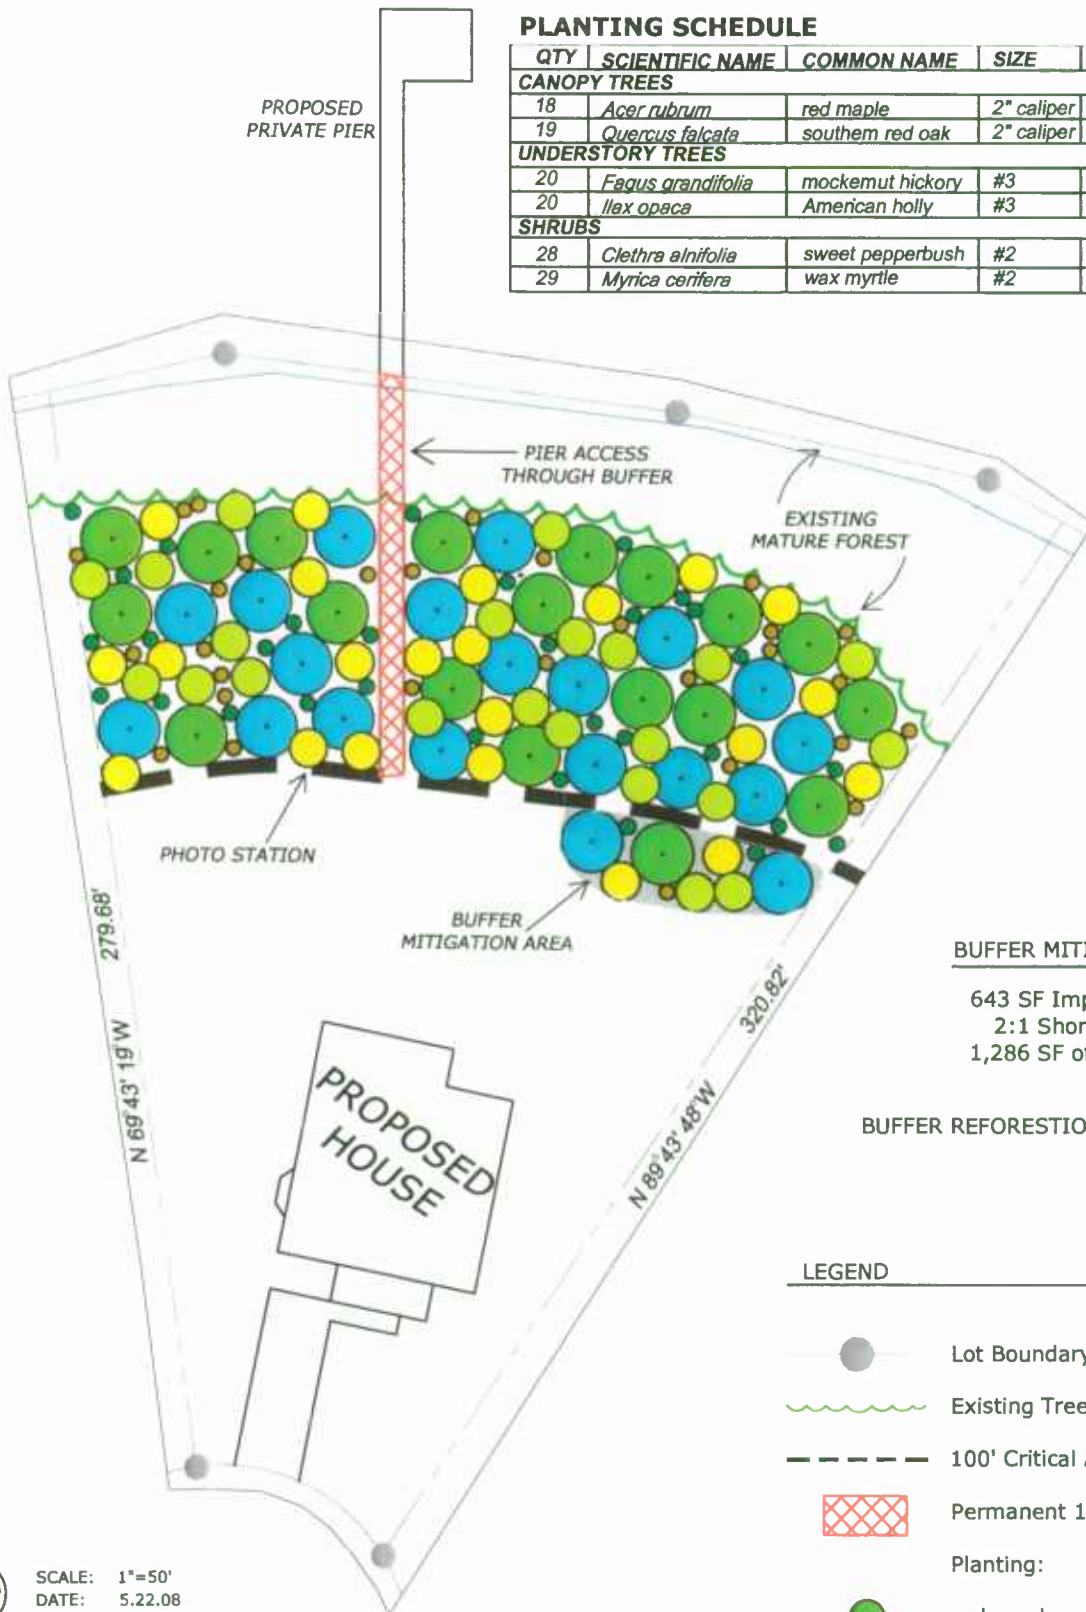 PLANTING SCHEDULE
QTY SCIENTIFIC NAME COMMON NAME SIZE
CANOPY TREES
18 Acer rubrum red maple 2" caliper
19 Quercus falcata southern red oak 2" caliper
UNDERSTORY TREES
20 Fagus grandifolia mockernut hickory #3
20 Ilax opaca American holly #3
SHRUBS
28 Clethra alnifolia sweet pepperbush #2
29 Myrica cerifera wax myrtle #2
PROPOSED
PRIVATE PIER
PIER ACCESS
THROUGH BUFFER
EXISTING
MATURE FOREST
PHOTO STATION
BUFFER
MITIGATION AREA
279.68'
N 69°43' 19"W
320.82'
N 89°43' 48"W
PROPOSED
HOUSE
BUFFER MITI
643 SF Imp
2:1 Shor
1,286 SF of
BUFFER REFORESTIO
LEGEND
Lot Boundary
Existing Tree
100' Critical
Permanent 1
Planting:
SCALE: 1"=50'
DATE: 5.22.08